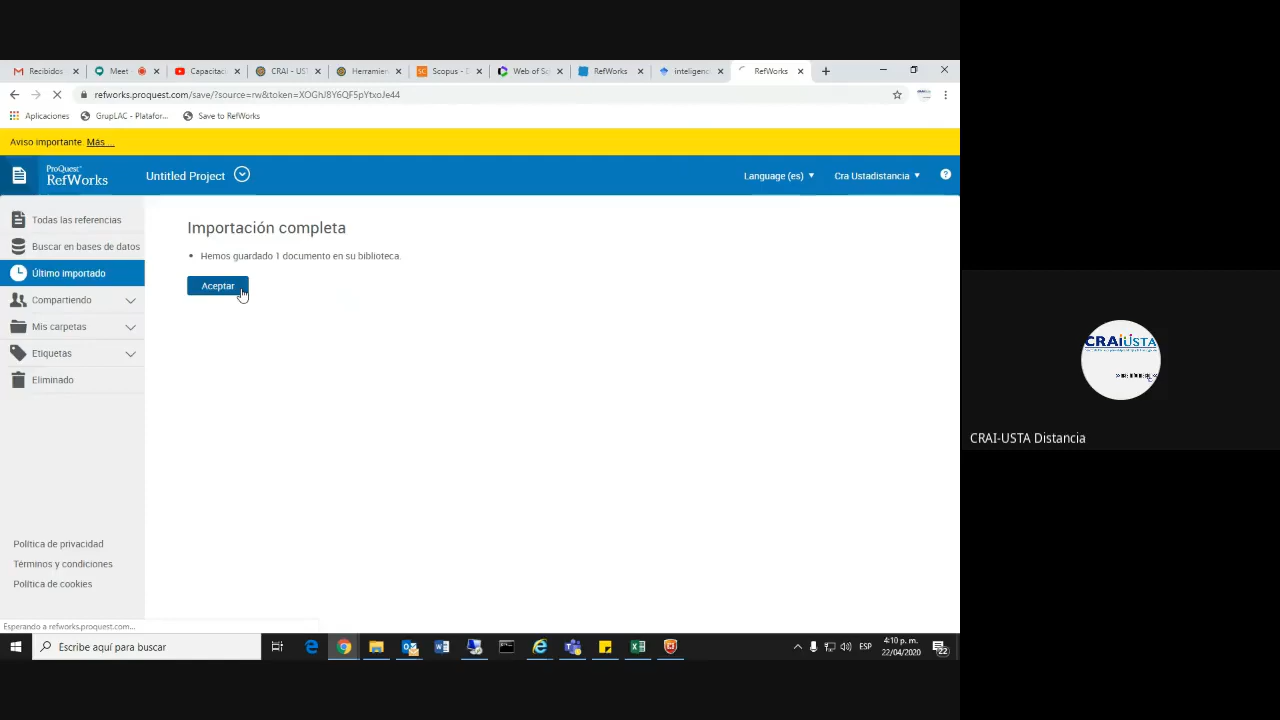 Recibidos
Meet
Capacitaci
CRAI - US
Herramien
Scopus - D
Web of Sc
RefWorks
inteligenc
RefWorks
refworks.proquest.com/save/?source=rw&token=XOGhJ8Y6QF5pYtxoJe44
Aplicaciones
GrupLAC - Platafor...
Save to RefWorks
Aviso importante. Más ...
ProQuest
RefWorks
Untitled Project
Language (es)
Cra Ustadistancia
Todas las referencias
Buscar en bases de datos
Último importado
Compartiendo
Mis carpetas
Etiquetas
Eliminado
Importación completa
Hemos guardado 1 documento en su biblioteca.
Aceptar
Política de privacidad
Términos y condiciones
Política de cookies
Esperando a refworks.proquest.com...
Escribe aquí para buscar
ESP
4:10 p. m.
22/04/2020
22
CRAIUSTA
CRAI-USTA Distancia